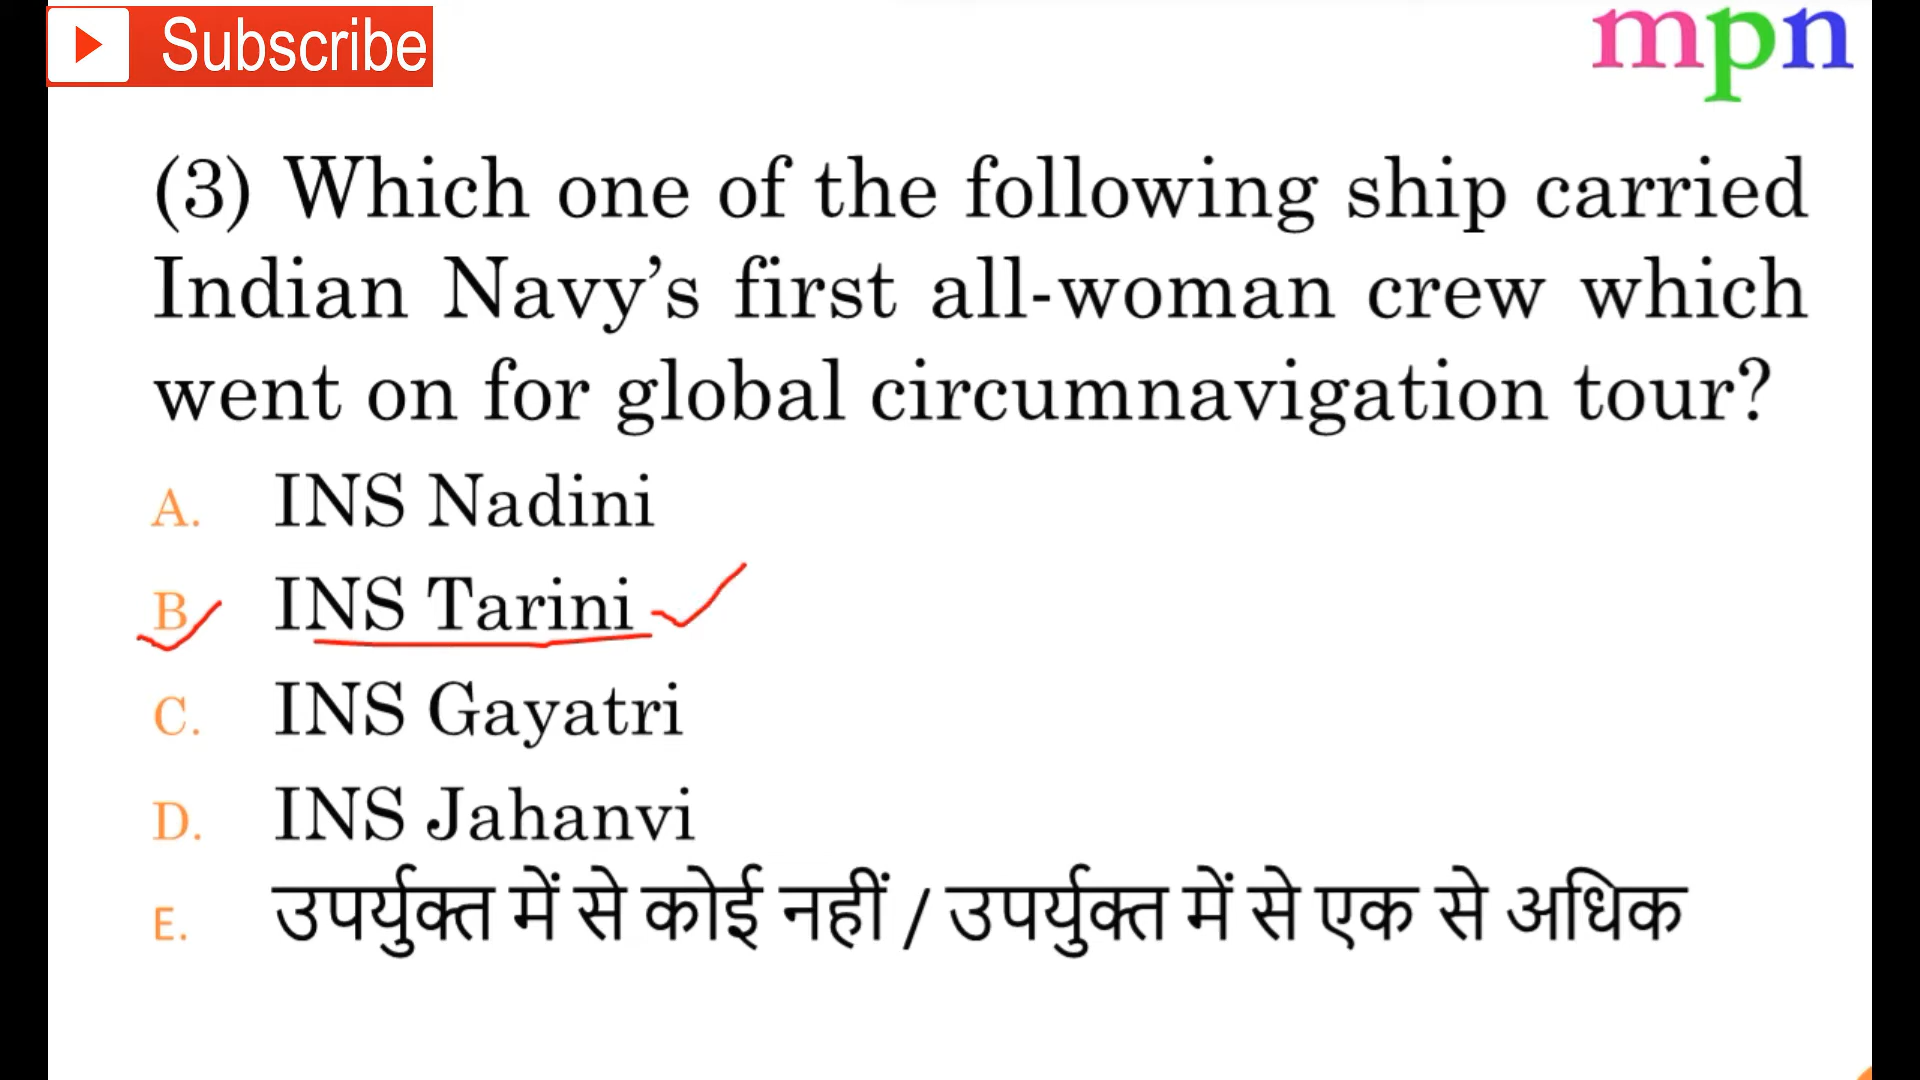 Subscribe
mpn
(3) Which one of the following ship carried
Indian Navy’s first all-woman crew which
went on for global circumnavigation tour?
A. INS Nadini
B. INS Tarini
C. INS Gayatri
D. INS Jahanvi
E. उपर्युक्त में से कोई नहीं / उपर्युक्त में से एक से अधिक